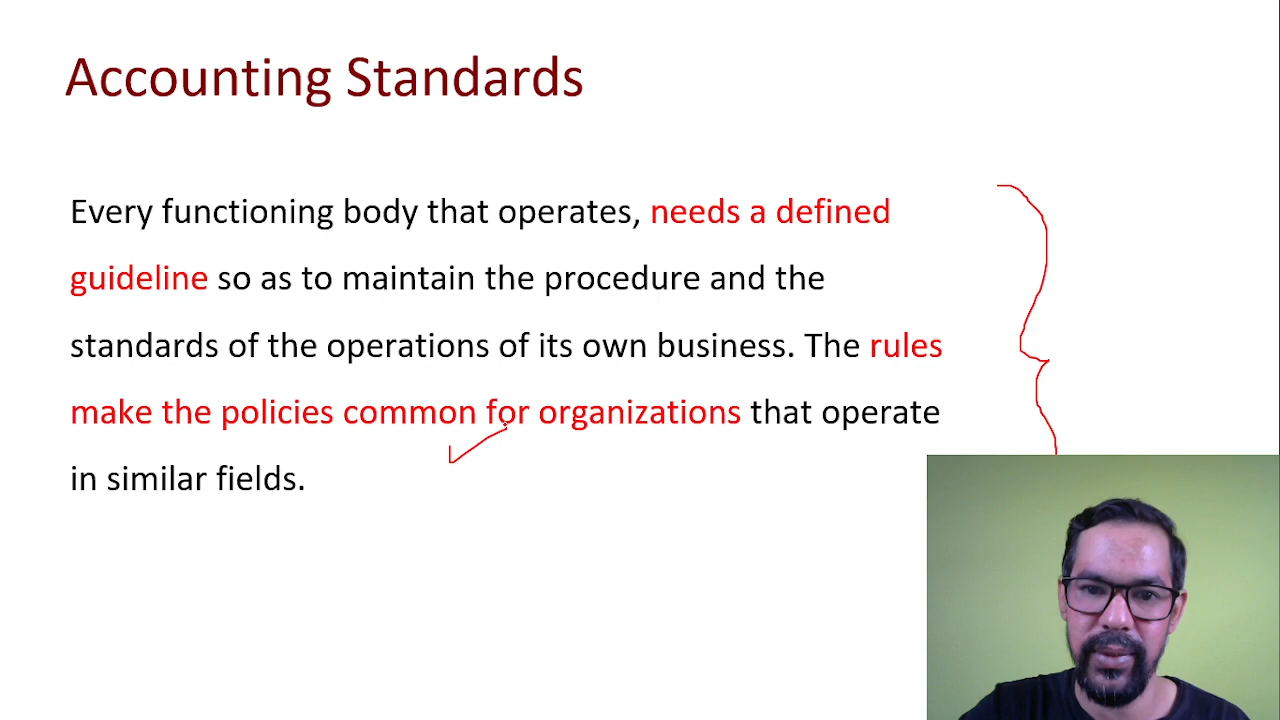 Accounting Standards
Every functioning body that operates, needs a defined
guideline so as to maintain the procedure and the
standards of the operations of its own business. The rules
make the policies common for organizations that operate
in similar fields.